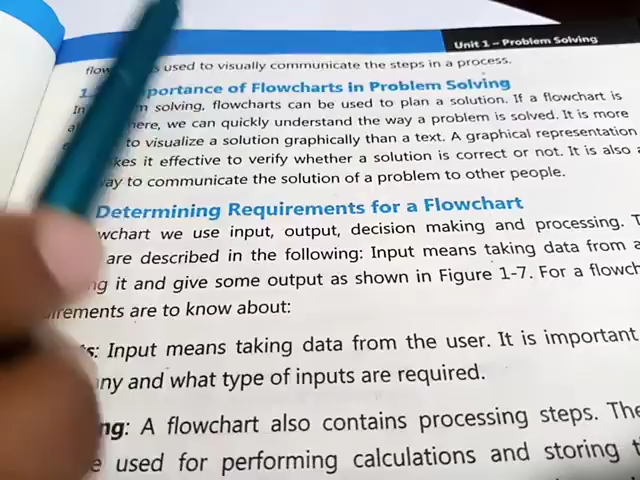 Unit 1 – Problem Solving
used to visually communicate the steps in a process.
portance of Flowcharts in Problem Solving
m solving, flowcharts can be used to plan a solution. If a flowchart is
here, we can quickly understand the way a problem is solved. It is more
to visualize a solution graphically than a text. A graphical representation
kes it effective to verify whether a solution is correct or not. It is also a
ay to communicate the solution of a problem to other people.
Determining Requirements for a Flowchart
wchart we use input, output, decision making and processing. T
are described in the following: Input means taking data from a
ng it and give some output as shown in Figure 1-7. For a flowch
irements are to know about:
s: Input means taking data from the user. It is important
ny and what type of inputs are required.
ng: A flowchart also contains processing steps. The
e used for performing calculations and storing t